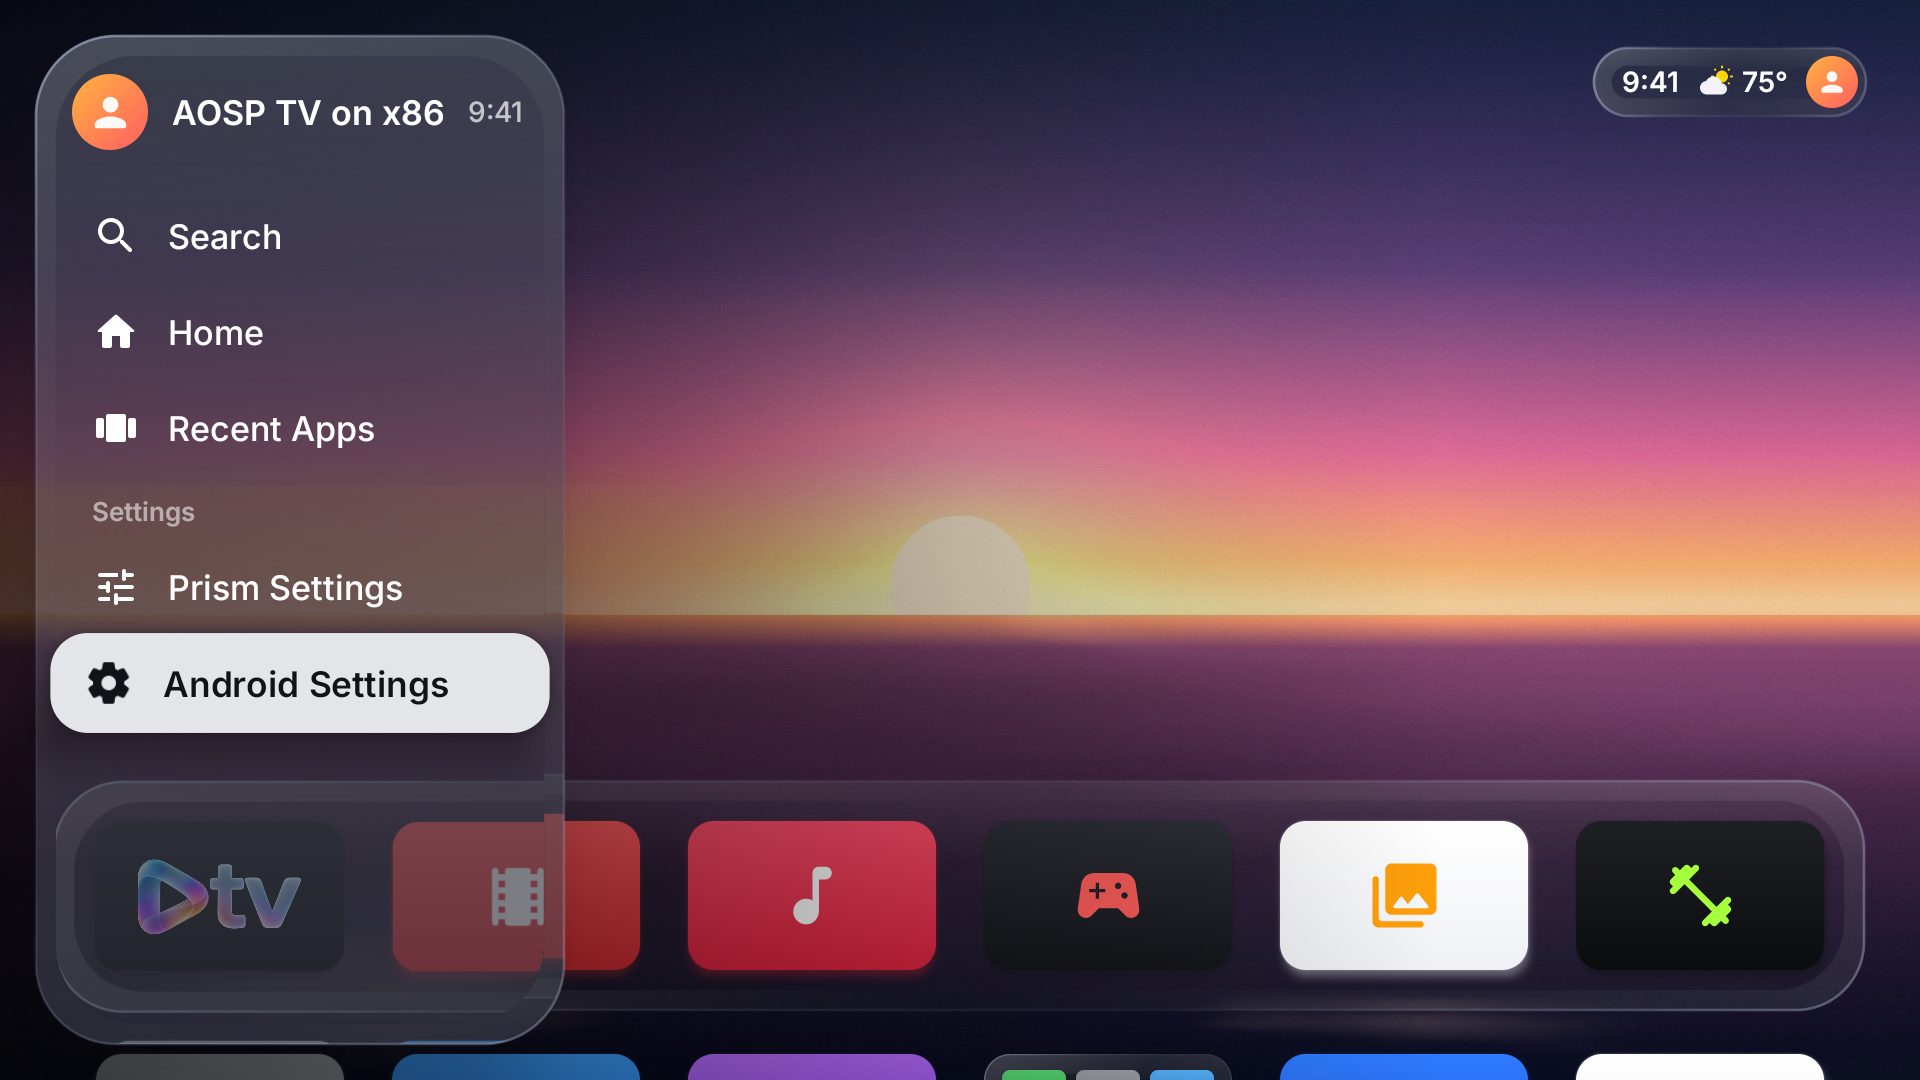 AOSP TV on x86 9:41
Search
Home
Recent Apps
Settings
Prism Settings
Android Settings
9:41 75°
tv